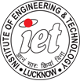 INSTITUTE OF ENGINEERING & TECHNOLOGY
iet
LUCKNOW